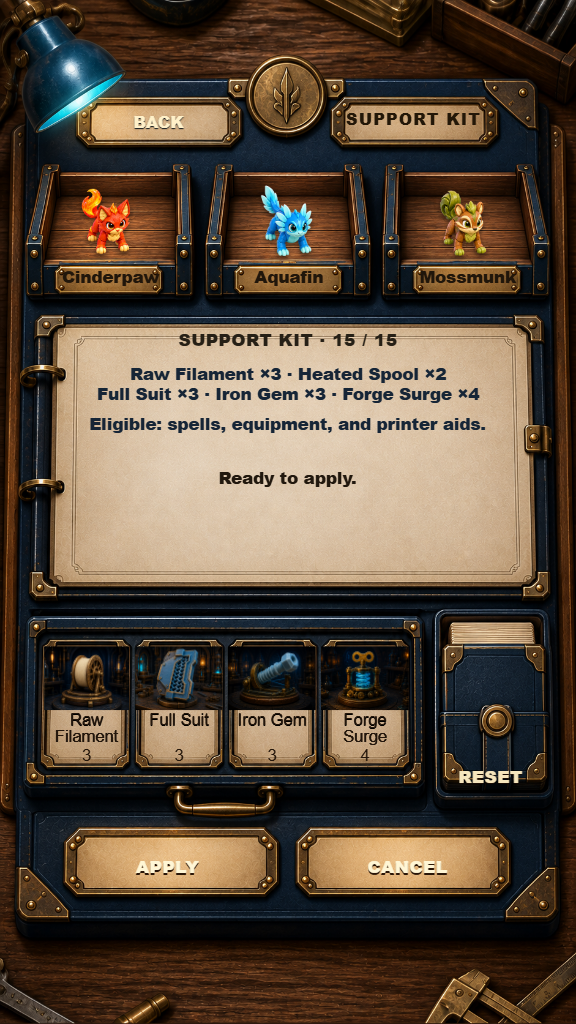 BACK
SUPPORT KIT
Cinderpaw
Aquafin
Mossmunk
SUPPORT KIT · 15 / 15
Raw Filament ×3 · Heated Spool ×2
Full Suit ×3 · Iron Gem ×3 · Forge Surge ×4
Eligible: spells, equipment, and printer aids.
Ready to apply.
Raw
Filament
3
Full Suit
3
Iron Gem
3
Forge
Surge
4
RESET
APPLY
CANCEL